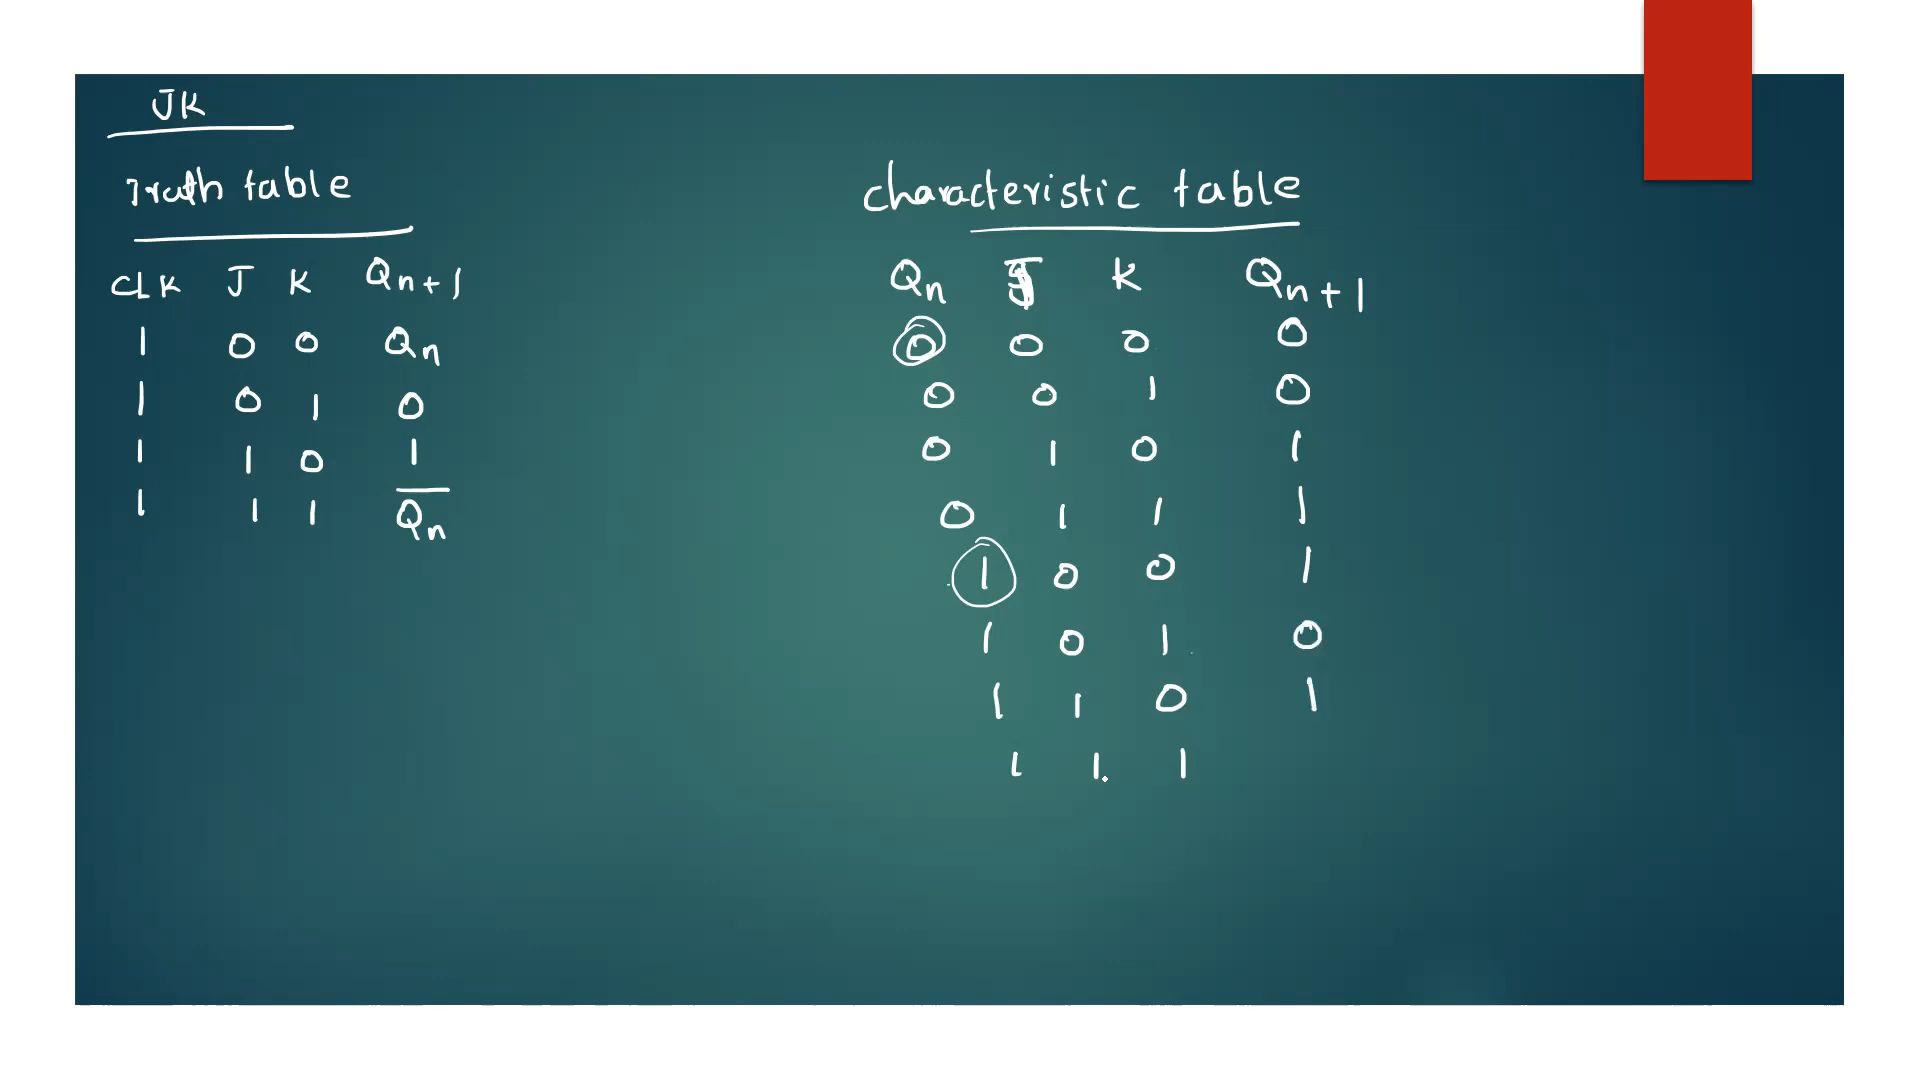 JK
Truth table
CLK J K Qn+1
1 0 0 Qn
1 0 1 0
1 1 0 1
1 1 1 Q̅n
characteristic table
Qn J K Qn+1
0 0 0 0
0 0 1 0
0 1 0 1
0 1 1 1
1 0 0 1
1 0 1 0
1 1 0 1
1 1 1